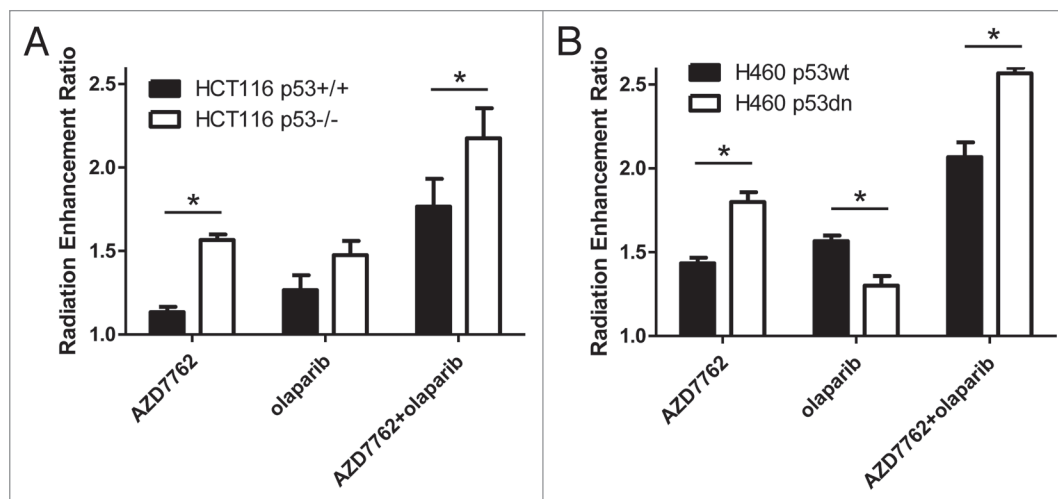 A
Radiation Enhancement Ratio
2.5
2.0
1.5
1.0
HCT116 p53+/+
HCT116 p53-/-
*
*
AZD7762
olaparib
AZD7762+olaparib
B
Radiation Enhancement Ratio
2.5
2.0
1.5
1.0
H460 p53wt
H460 p53dn
*
*
*
AZD7762
olaparib
AZD7762+olaparib